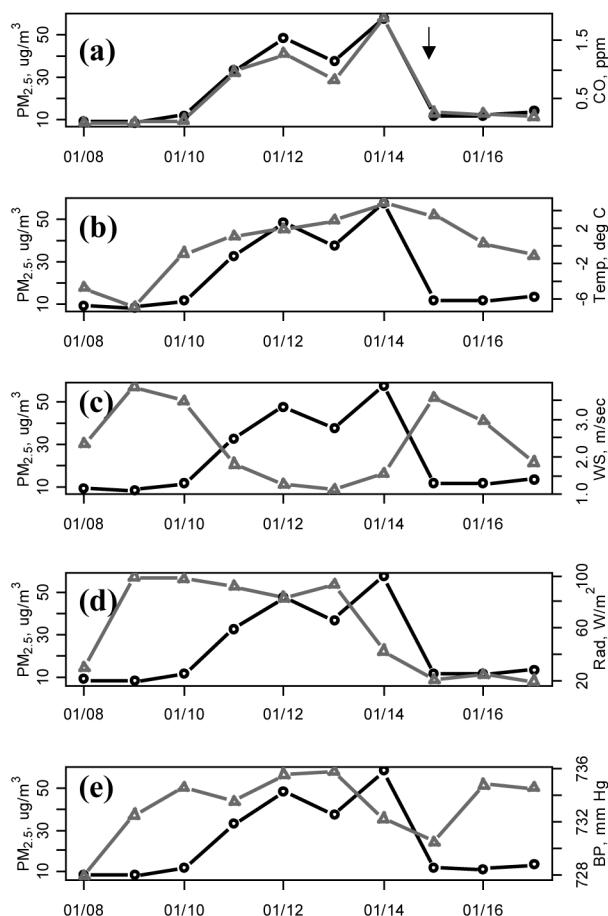 (a)
PM2.5, ug/m3
10 30 50
0.5 1.5
CO, ppm
01/08 01/10 01/12 01/14 01/16
(b)
PM2.5, ug/m3
10 30 50
-6 -2 2
Temp, deg C
01/08 01/10 01/12 01/14 01/16
(c)
PM2.5, ug/m3
10 30 50
1.0 2.0 3.0
WS, m/sec
01/08 01/10 01/12 01/14 01/16
(d)
PM2.5, ug/m3
10 30 50
20 60 100
Rad, W/m2
01/08 01/10 01/12 01/14 01/16
(e)
PM2.5, ug/m3
10 30 50
728 732 736
BP, mm Hg
01/08 01/10 01/12 01/14 01/16